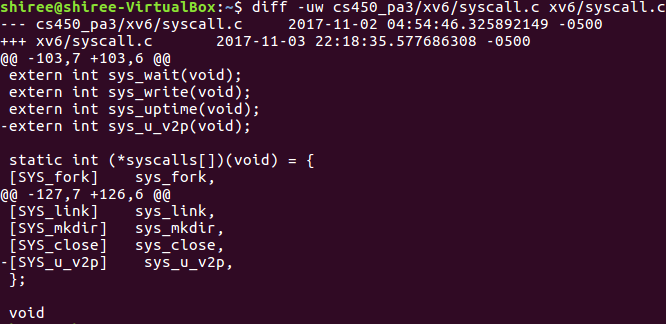 shiree@shiree-VirtualBox:~$ diff -uw cs450_pa3/xv6/syscall.c xv6/syscall.c
--- cs450_pa3/xv6/syscall.c     2017-11-02 04:54:46.325892149 -0500
+++ xv6/syscall.c       2017-11-03 22:18:35.577686308 -0500
@@ -103,7 +103,6 @@
 extern int sys_wait(void);
 extern int sys_write(void);
 extern int sys_uptime(void);
-extern int sys_u_v2p(void);

 static int (*syscalls[])(void) = {
 [SYS_fork]    sys_fork,
@@ -127,7 +126,6 @@
 [SYS_link]    sys_link,
 [SYS_mkdir]   sys_mkdir,
 [SYS_close]   sys_close,
-[SYS_u_v2p]    sys_u_v2p,
 };

 void